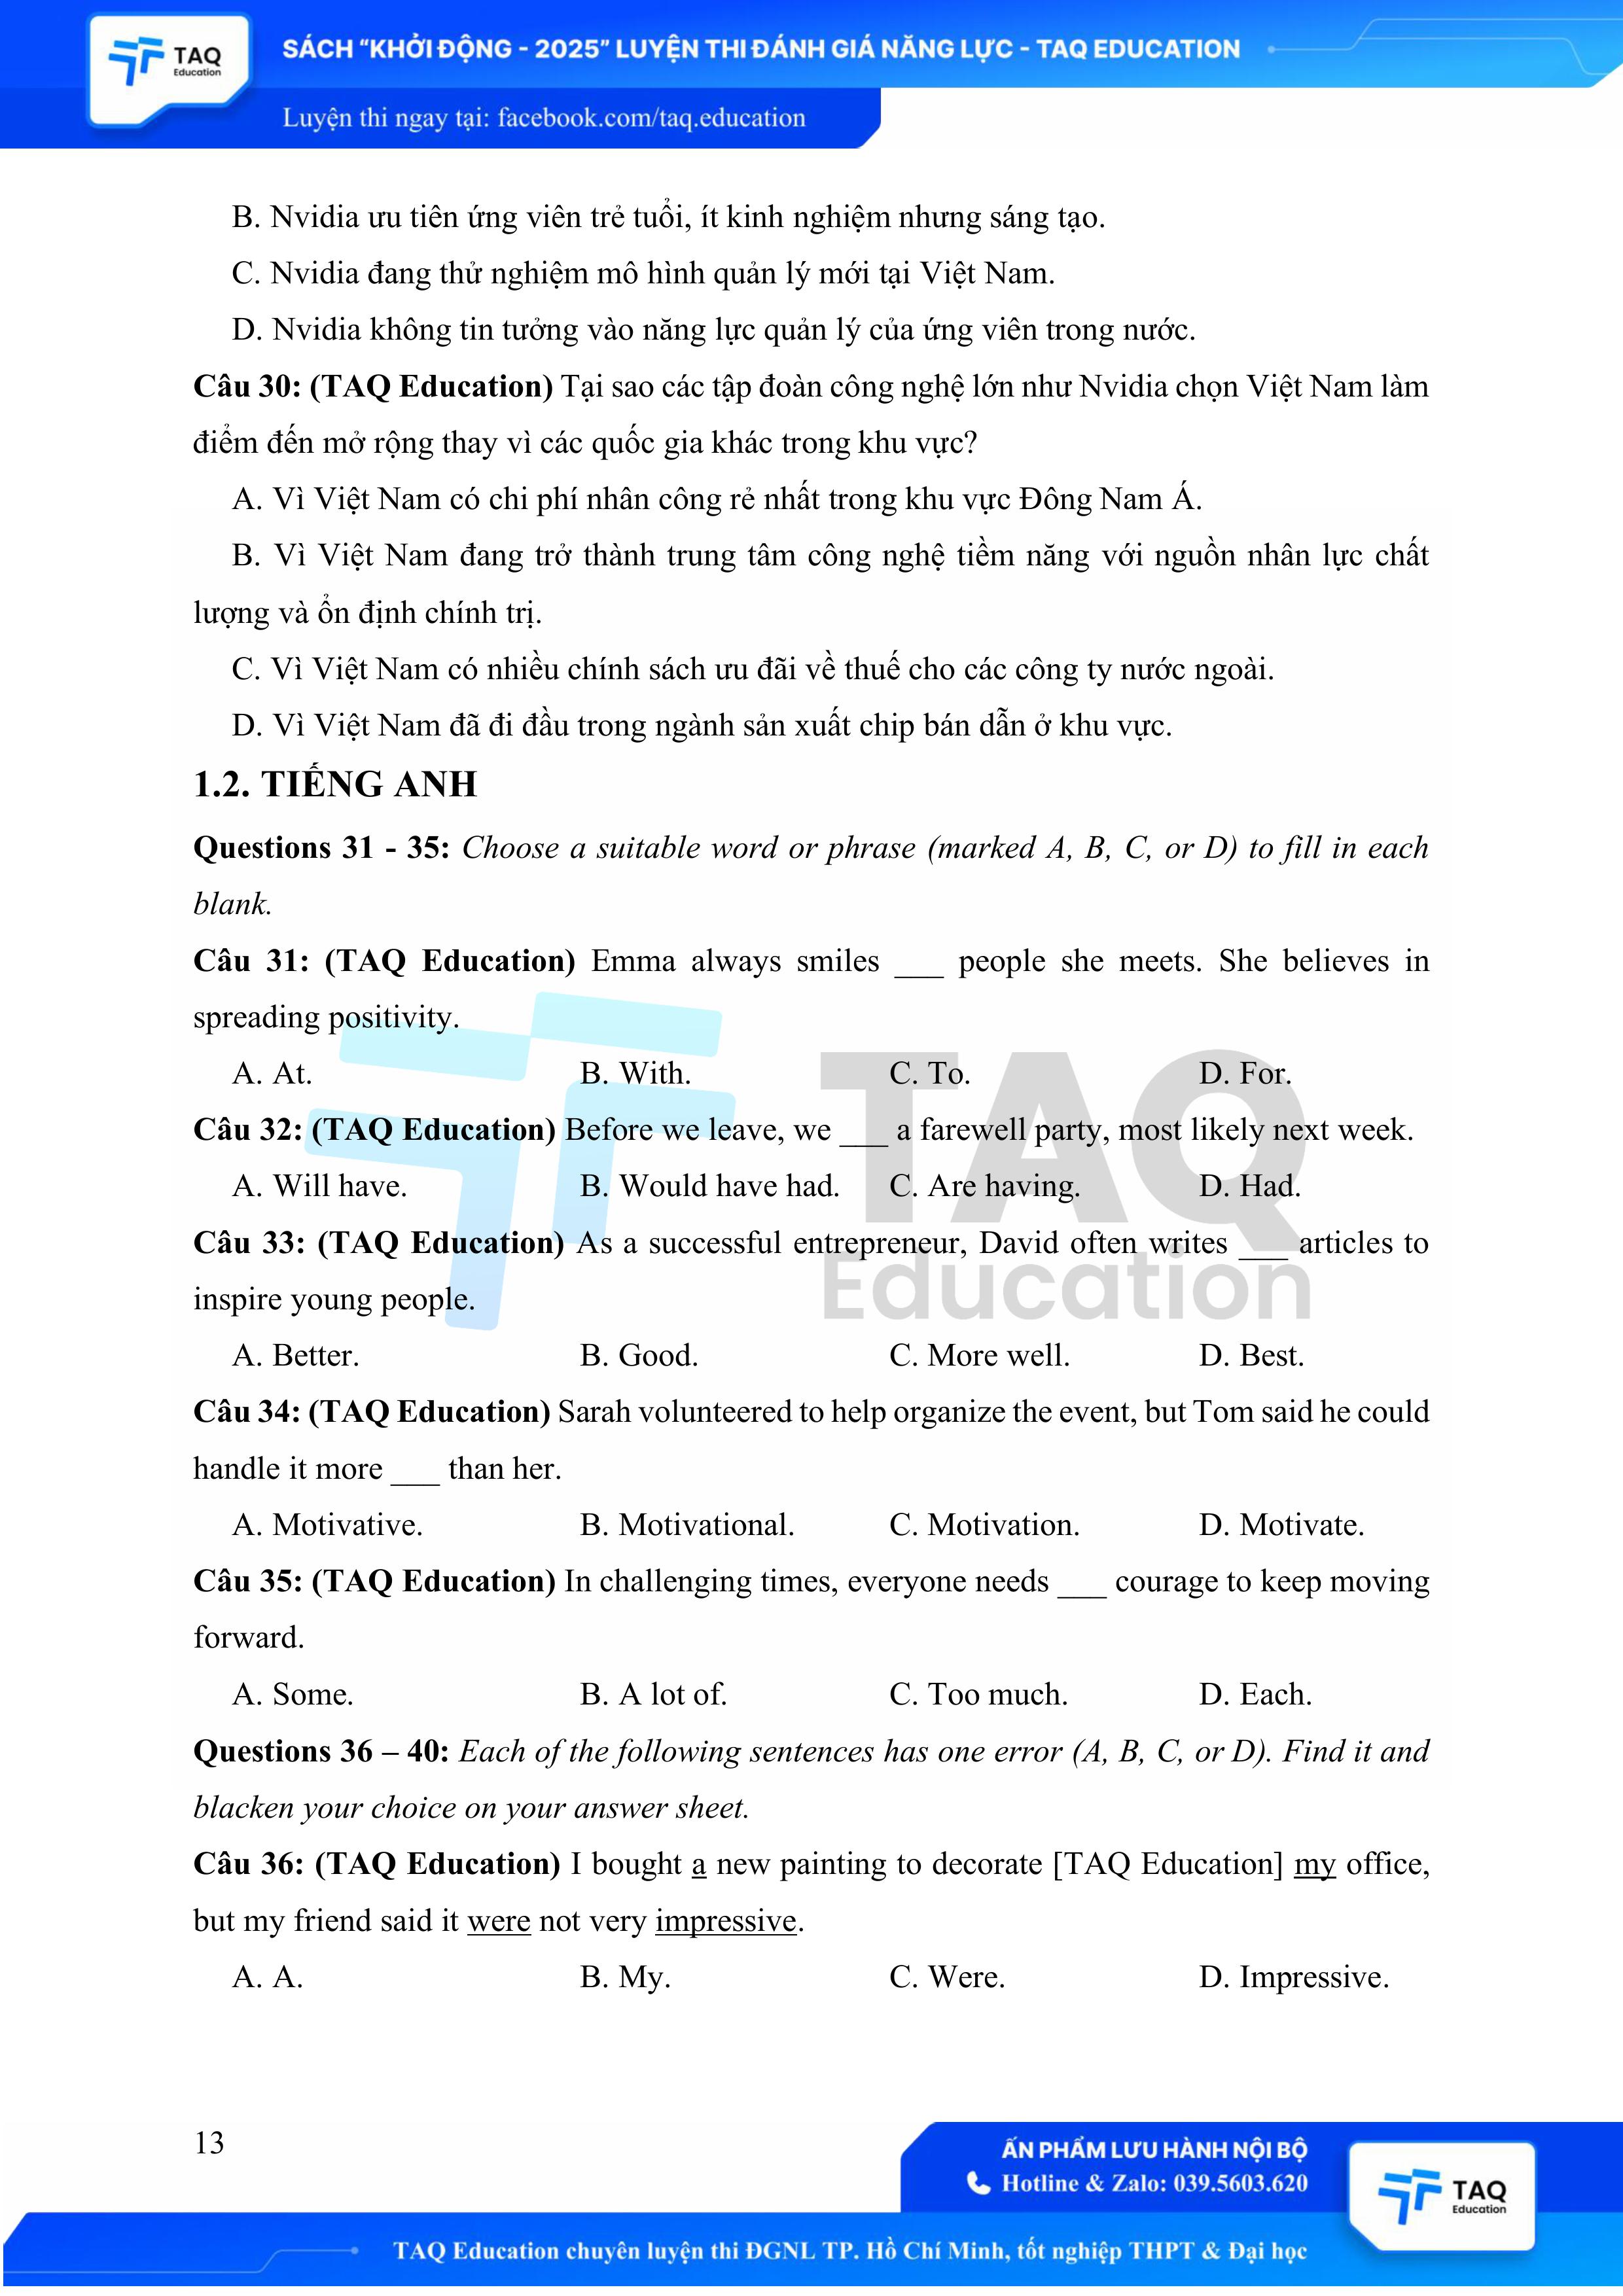 TAQ
Education
SÁCH “KHỞI ĐỘNG - 2025” LUYỆN THI ĐÁNH GIÁ NĂNG LỰC - TAQ EDUCATION
Luyện thi ngay tại: facebook.com/taq.education
B. Nvidia ưu tiên ứng viên trẻ tuổi, ít kinh nghiệm nhưng sáng tạo.
C. Nvidia đang thử nghiệm mô hình quản lý mới tại Việt Nam.
D. Nvidia không tin tưởng vào năng lực quản lý của ứng viên trong nước.
Câu 30: (TAQ Education) Tại sao các tập đoàn công nghệ lớn như Nvidia chọn Việt Nam làm
điểm đến mở rộng thay vì các quốc gia khác trong khu vực?
A. Vì Việt Nam có chi phí nhân công rẻ nhất trong khu vực Đông Nam Á.
B. Vì Việt Nam đang trở thành trung tâm công nghệ tiềm năng với nguồn nhân lực chất
lượng và ổn định chính trị.
C. Vì Việt Nam có nhiều chính sách ưu đãi về thuế cho các công ty nước ngoài.
D. Vì Việt Nam đã đi đầu trong ngành sản xuất chip bán dẫn ở khu vực.
1.2. TIẾNG ANH
Questions 31 - 35: Choose a suitable word or phrase (marked A, B, C, or D) to fill in each
blank.
Câu 31: (TAQ Education) Emma always smiles ___ people she meets. She believes in
spreading positivity.
A. At. B. With. C. To. D. For.
Câu 32: (TAQ Education) Before we leave, we ___ a farewell party, most likely next week.
A. Will have. B. Would have had. C. Are having. D. Had.
Câu 33: (TAQ Education) As a successful entrepreneur, David often writes ___ articles to
inspire young people.
A. Better. B. Good. C. More well. D. Best.
Câu 34: (TAQ Education) Sarah volunteered to help organize the event, but Tom said he could
handle it more ___ than her.
A. Motivative. B. Motivational. C. Motivation. D. Motivate.
Câu 35: (TAQ Education) In challenging times, everyone needs ___ courage to keep moving
forward.
A. Some. B. A lot of. C. Too much. D. Each.
Questions 36 – 40: Each of the following sentences has one error (A, B, C, or D). Find it and
blacken your choice on your answer sheet.
Câu 36: (TAQ Education) I bought a new painting to decorate [TAQ Education] my office,
but my friend said it were not very impressive.
A. A. B. My. C. Were. D. Impressive.
TAQ
Education
13
ẤN PHẨM LƯU HÀNH NỘI BỘ
Hotline & Zalo: 039.5603.620
TAQ
Education
TAQ Education chuyên luyện thi ĐGNL TP. Hồ Chí Minh, tốt nghiệp THPT & Đại học